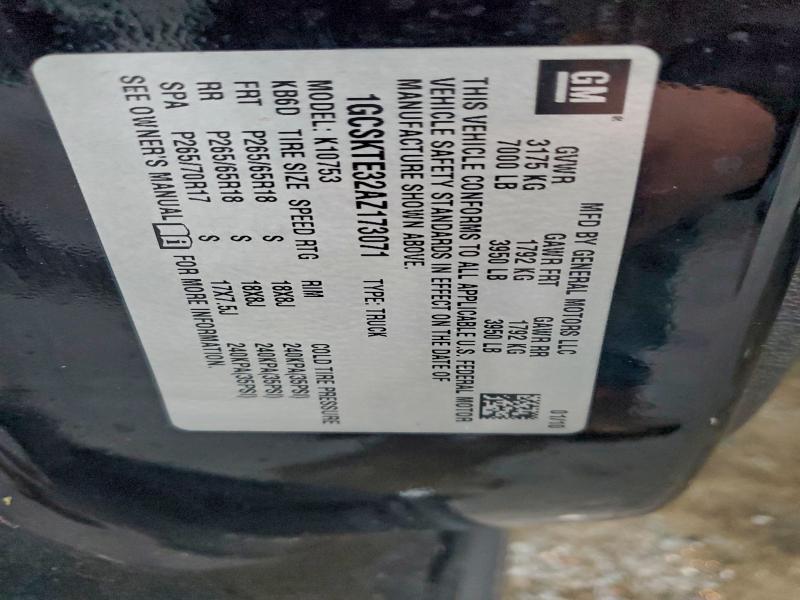 GM
MFD BY GENERAL MOTORS LLC 01/10
GVWR GAWR FRT GAWR RR
3175 KG 1792 KG 1792 KG
7000 LB 3950 LB 3950 LB
THIS VEHICLE CONFORMS TO ALL APPLICABLE U.S. FEDERAL MOTOR
VEHICLE SAFETY STANDARDS IN EFFECT ON THE DATE OF
MANUFACTURE SHOWN ABOVE.
1GCSKTE32AZ173071 TYPE: TRUCK
MODEL: K10753
KB6D TIRE SIZE SPEED RTG RIM COLD TIRE PRESSURE
FRT P265/65R18 S 18X8J 240KPA(35PSI)
RR P265/65R18 S 18X8J 240KPA(35PSI)
SPA P265/70R17 S 17X7.5J 240KPA(35PSI)
SEE OWNER'S MANUAL FOR MORE INFORMATION.